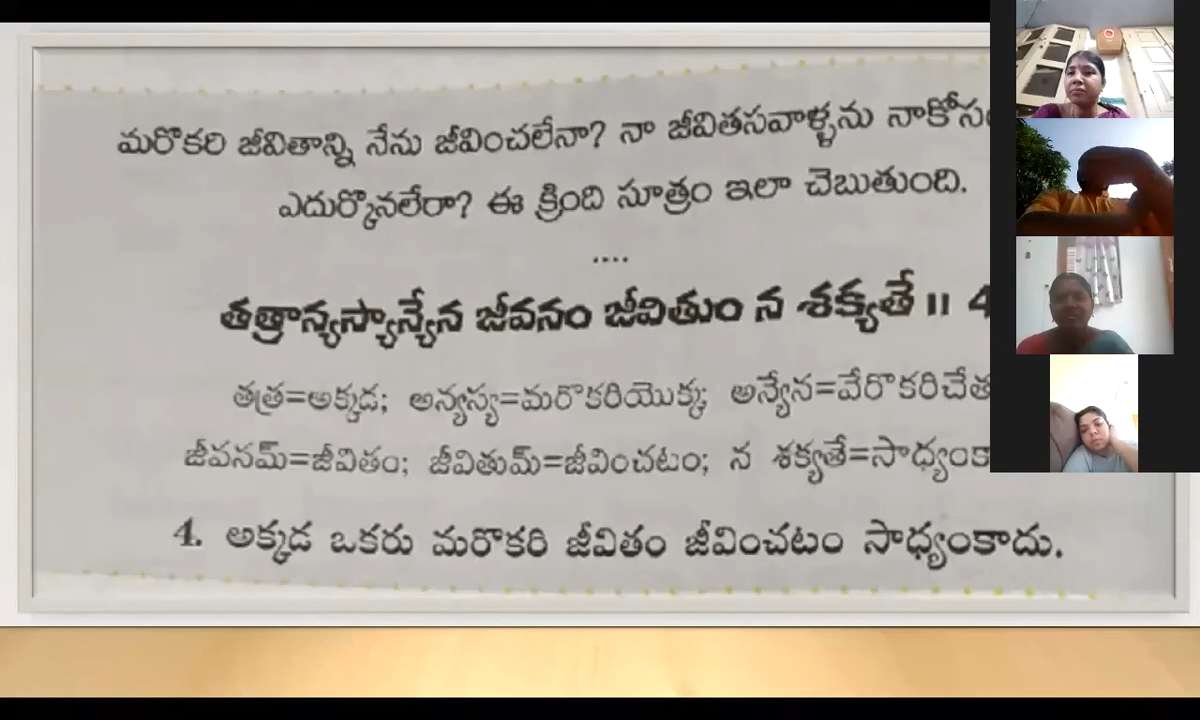 మరొకరి జీవితాన్ని నేను జీవించలేనా? నా జీవితసవాళ్ళను నాకోసం
ఎదుర్కొనలేరా? ఈ క్రింది సూత్రం ఇలా చెబుతుంది.
....
తత్రాన్యస్యాన్యేన జీవనం జీవితుం న శక్యతే ॥ 4
తత్ర=అక్కడ; అన్యస్య=మరొకరియొక్క; అన్యేన=వేరొకరిచేత
జీవనమ్=జీవితం; జీవితుమ్=జీవించటం; న శక్యతే=సాధ్యంకా
4. అక్కడ ఒకరు మరొకరి జీవితం జీవించటం సాధ్యంకాదు.